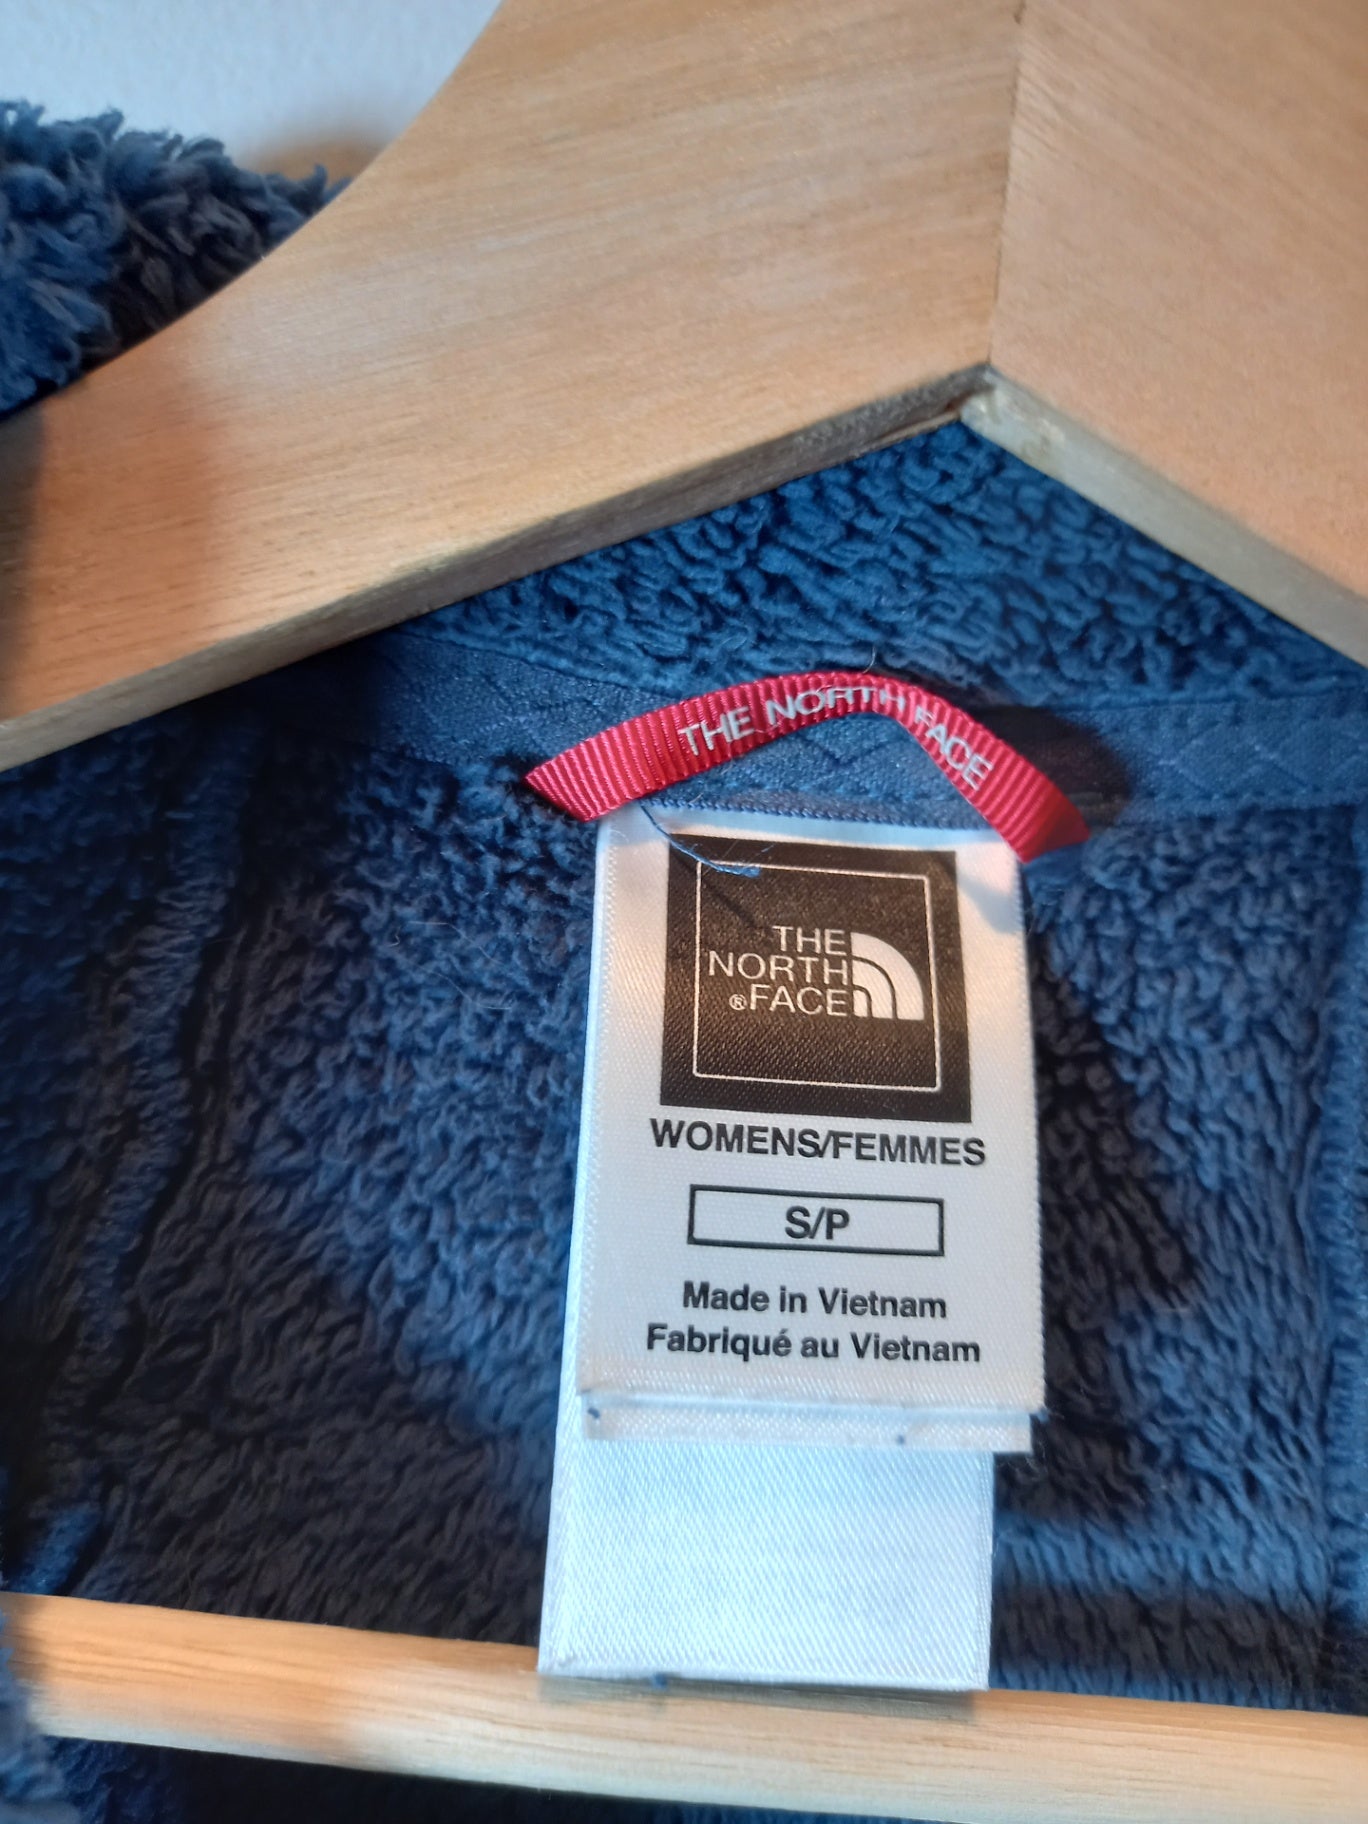 THE NORTH FACE
THE
NORTH
®FACE
WOMENS/FEMMES
S/P
Made in Vietnam
Fabriqué au Vietnam